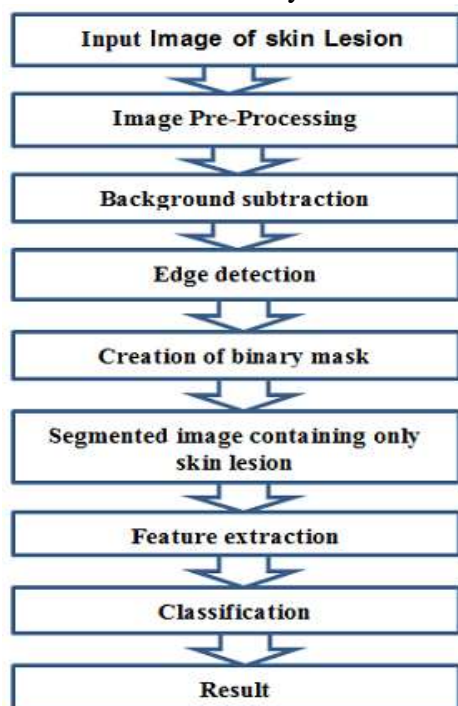 Input Image of skin Lesion
Image Pre-Processing
Background subtraction
Edge detection
Creation of binary mask
Segmented image containing only
skin lesion
Feature extraction
Classification
Result